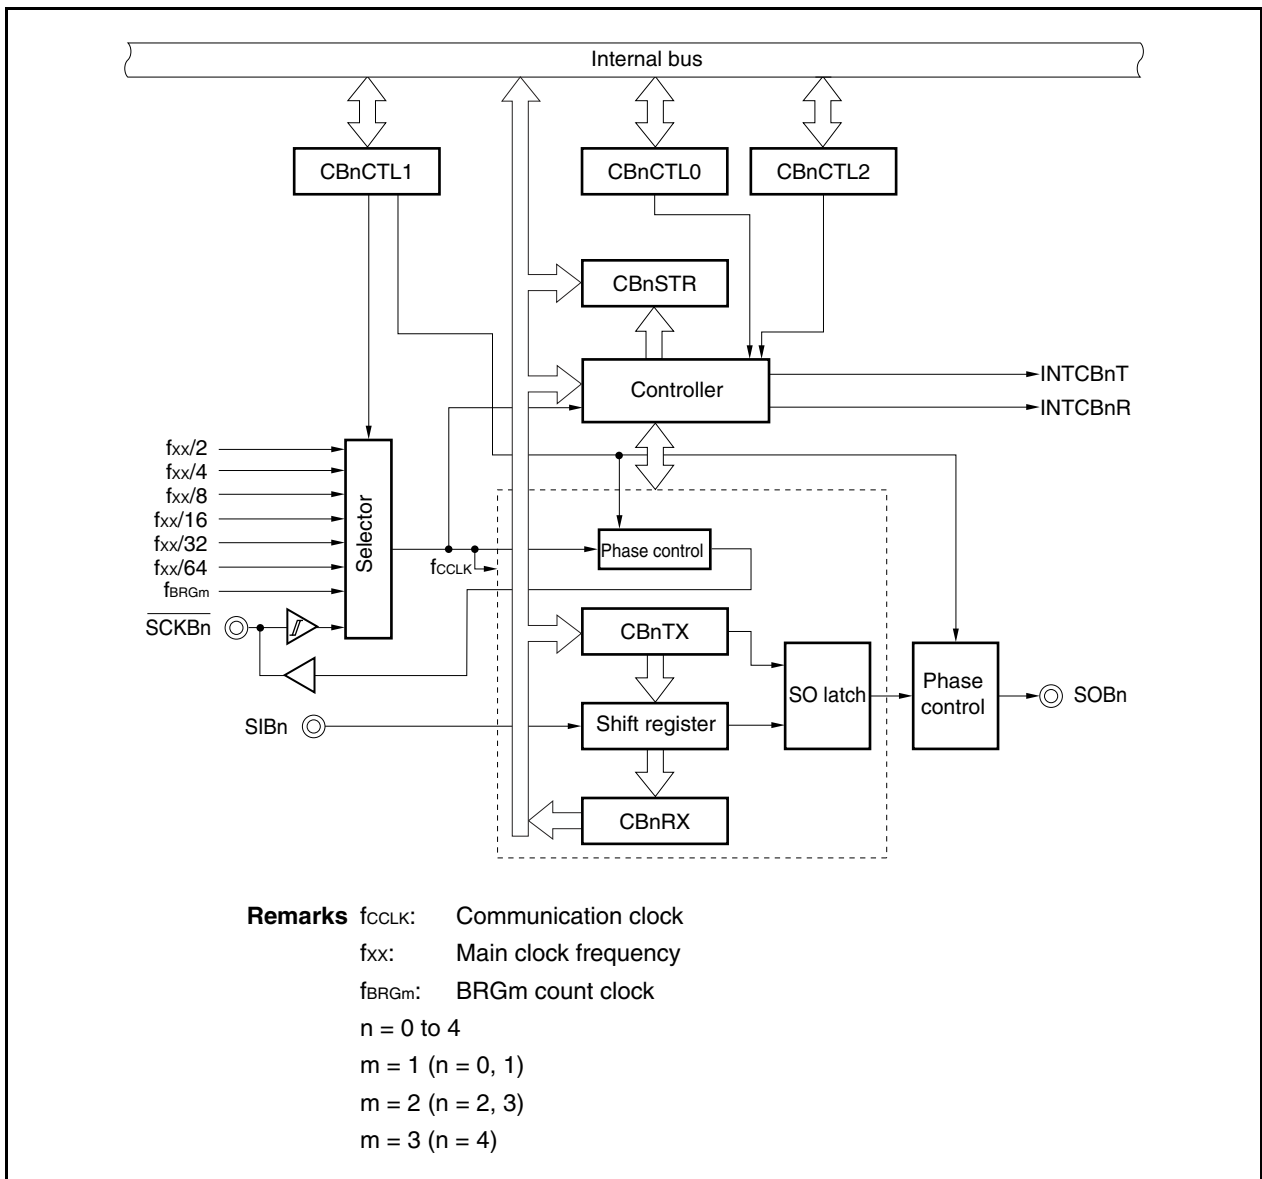 Internal bus
CBnCTL1
CBnCTL0
CBnCTL2
CBnSTR
Controller
INTCBnT
INTCBnR
fxx/2
fxx/4
fxx/8
fxx/16
fxx/32
fxx/64
fBRGm
SCKBn
Selector
fCCLK
Phase control
CBnTX
SO latch
Phase
control
SOBn
SIBn
Shift register
CBnRX
Remarks fCCLK: Communication clock
fxx: Main clock frequency
fBRGm: BRGm count clock
n = 0 to 4
m = 1 (n = 0, 1)
m = 2 (n = 2, 3)
m = 3 (n = 4)